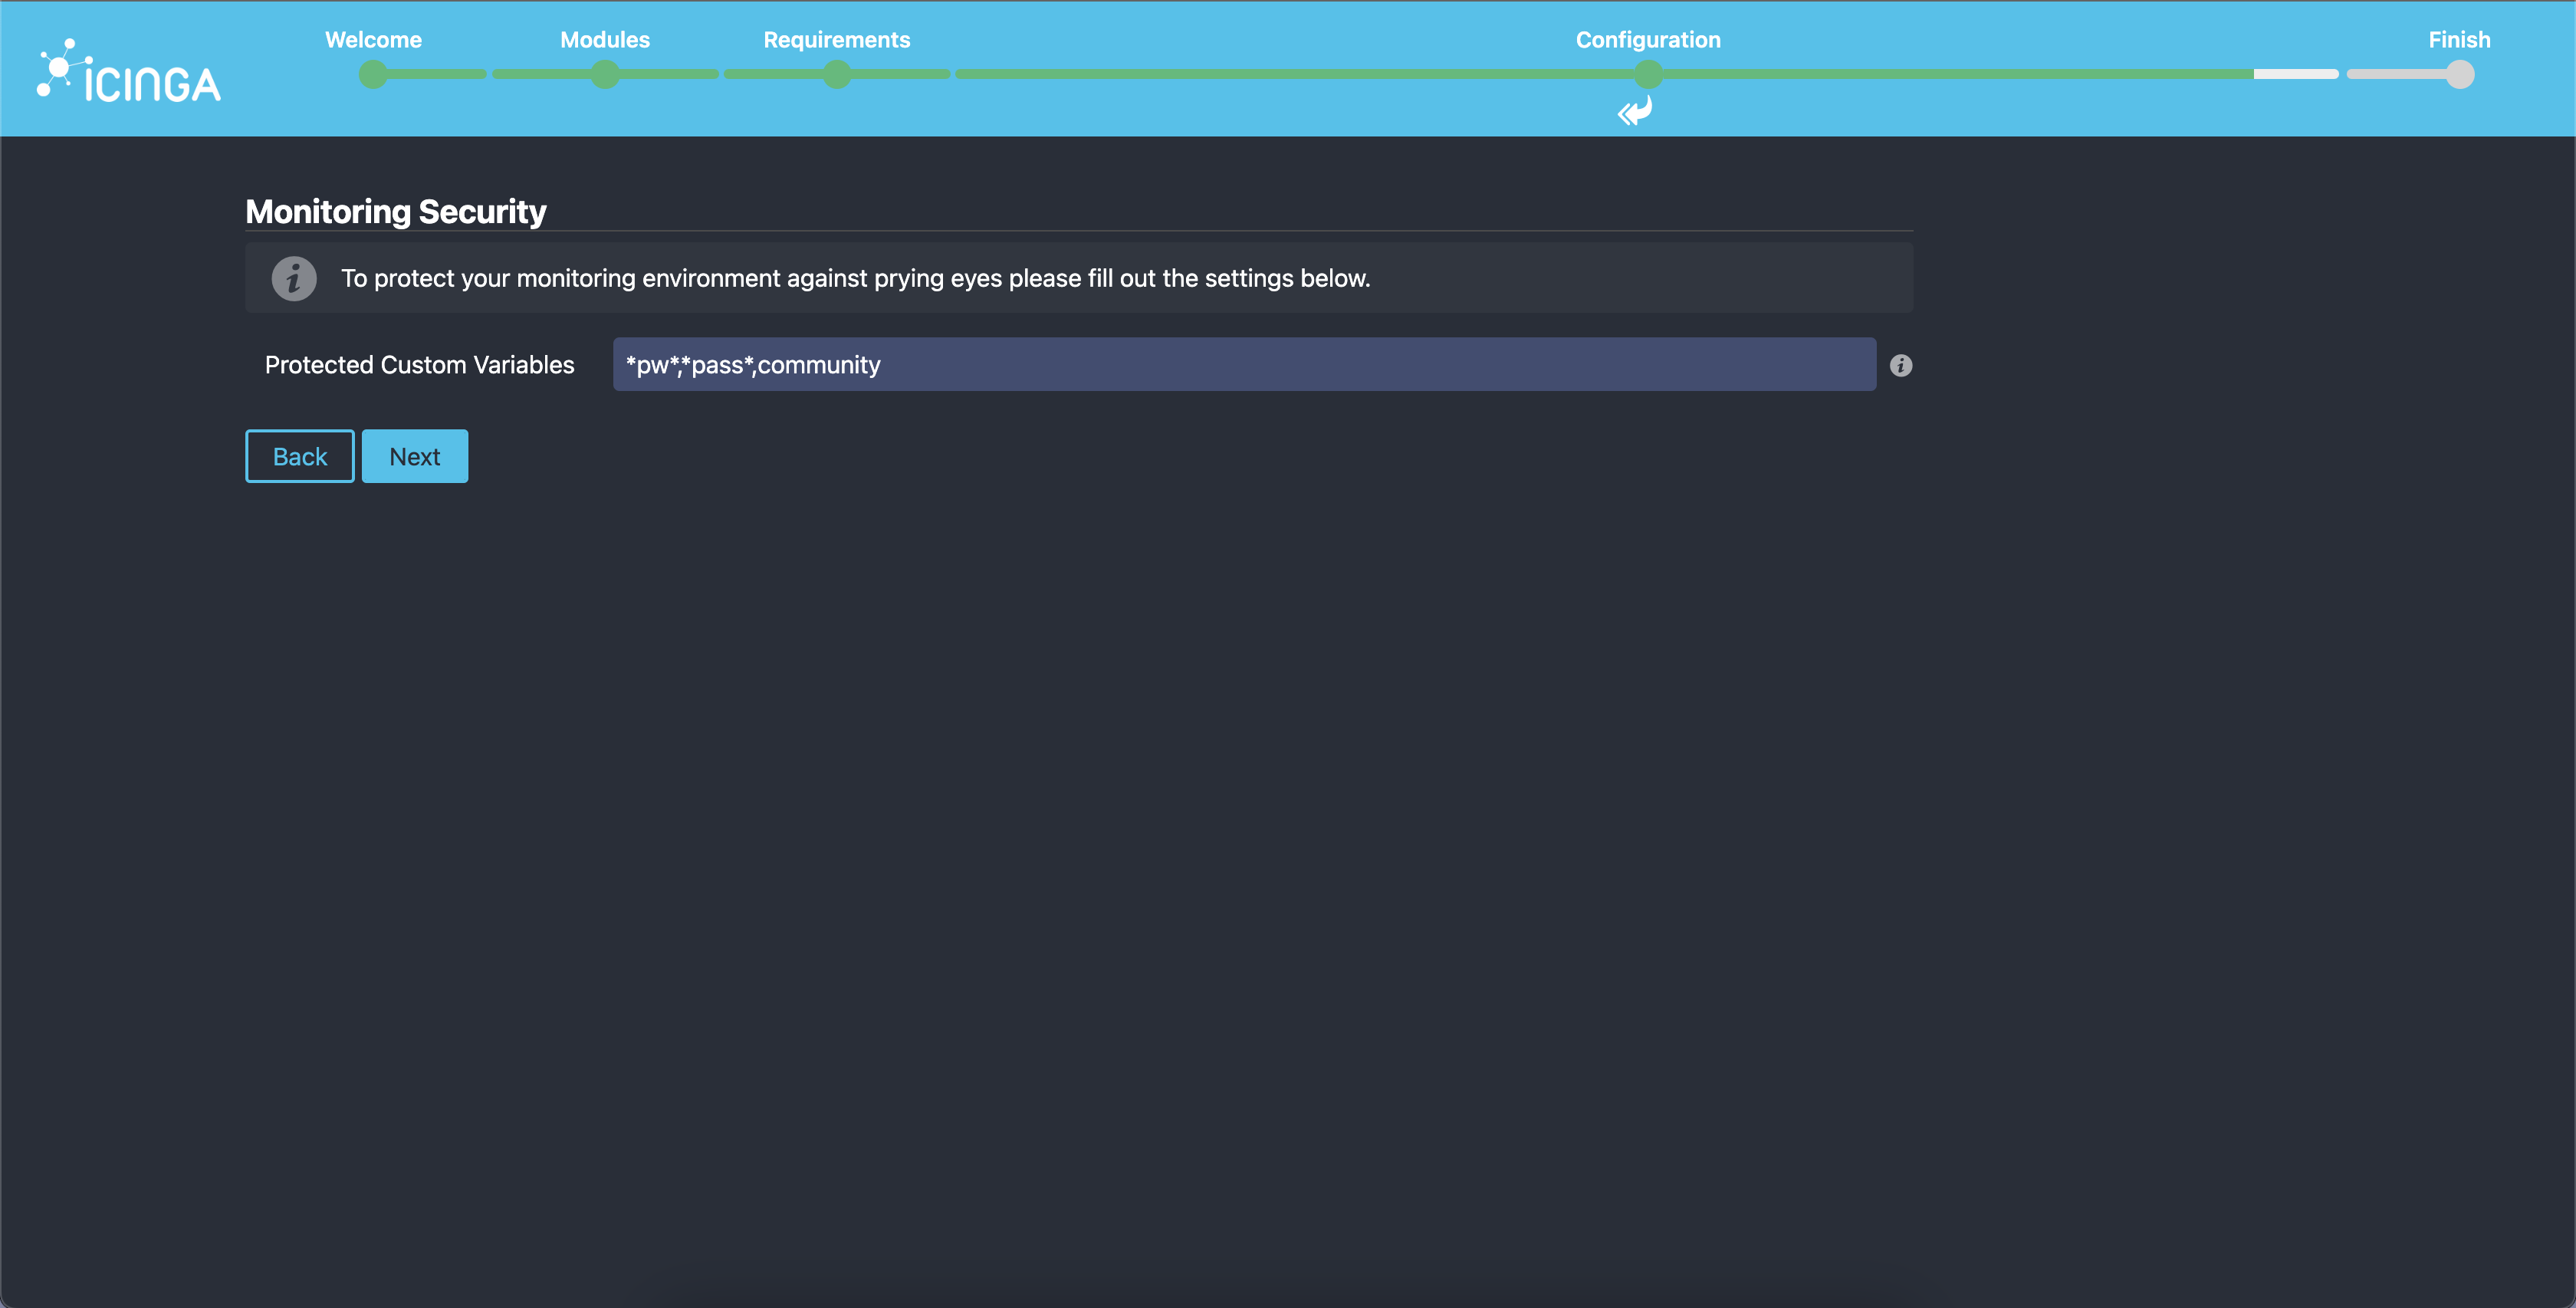 Welcome
Modules
Requirements
Configuration
Finish
ICINGA
Monitoring Security
To protect your monitoring environment against prying eyes please fill out the settings below.
Protected Custom Variables
*pw*,*pass*,community
Back
Next